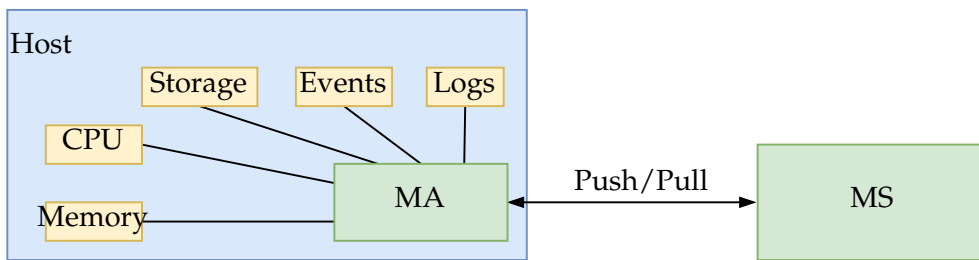 Host
Storage
Events
Logs
CPU
Memory
MA
Push/Pull
MS